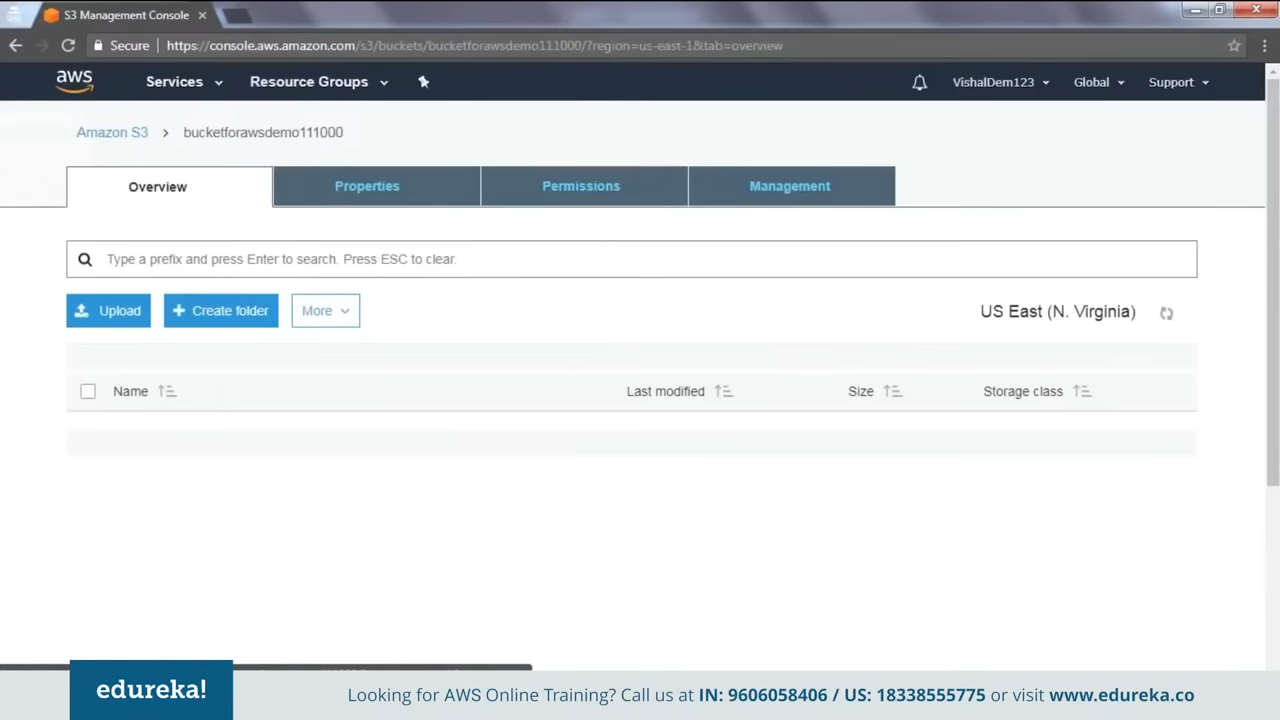 S3 Management Console
Secure https://console.aws.amazon.com/s3/buckets/bucketforawsdemo111000/?region=us-east-1&tab=overview
aws Services Resource Groups VishalDem123 Global Support
Amazon S3 > bucketforawsdemo111000
Overview Properties Permissions Management
Type a prefix and press Enter to search. Press ESC to clear.
Upload + Create folder More US East (N. Virginia)
Name Last modified Size Storage class
edureka! Looking for AWS Online Training? Call us at IN: 9606058406 / US: 18338555775 or visit www.edureka.co